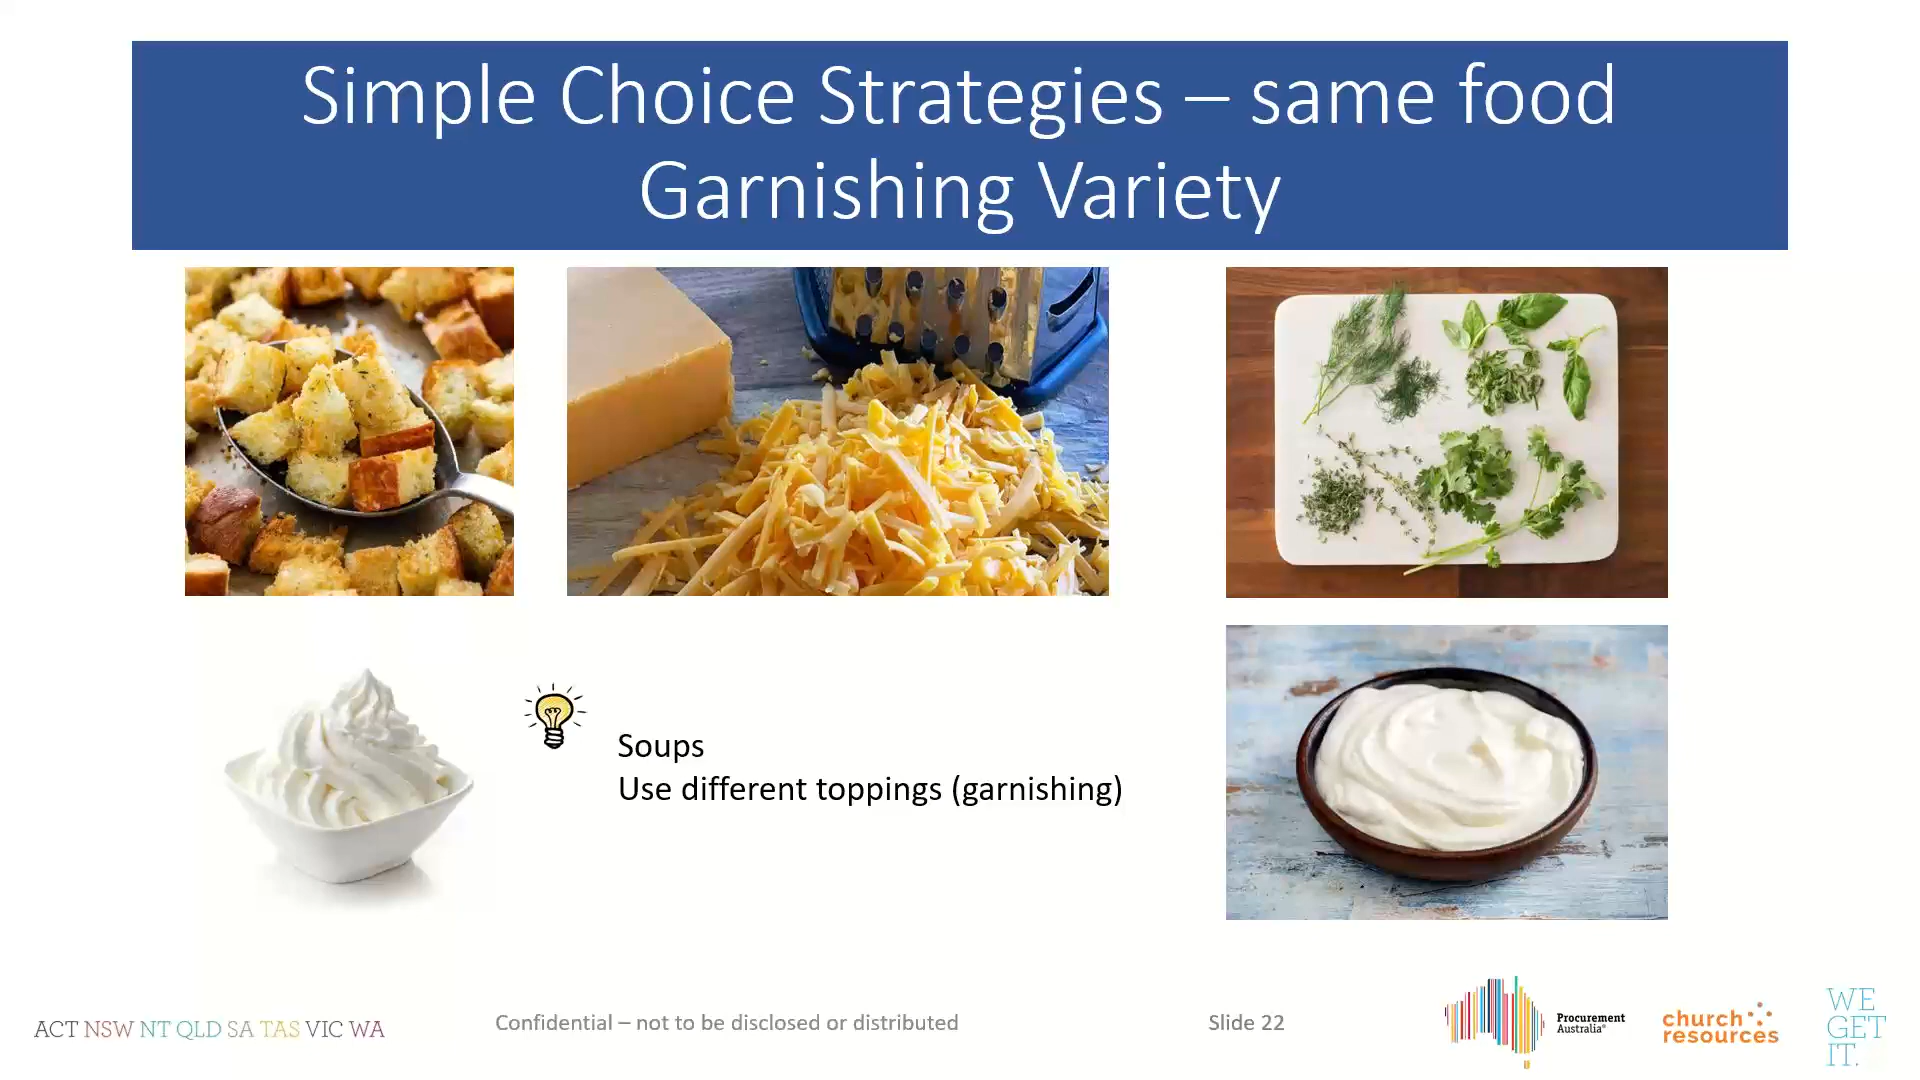 Simple Choice Strategies – same food
Garnishing Variety
Soups
Use different toppings (garnishing)
ACT NSW NT QLD SA TAS VIC WA
Confidential – not to be disclosed or distributed
Slide 22
Procurement
Australia®
church
resources
WE
GET
IT.